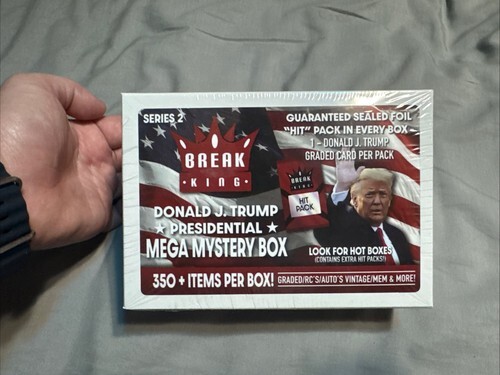 SERIES 2
BREAK
KING
GUARANTEED SEALED FOIL
"HIT" PACK IN EVERY BOX
1 - DONALD J. TRUMP
GRADED CARD PER PACK
BREAK
KING
HIT
PACK
DONALD J. TRUMP
★ PRESIDENTIAL ★
MEGA MYSTERY BOX
LOOK FOR HOT BOXES
(CONTAINS EXTRA HIT PACKS!)
350 + ITEMS PER BOX!
GRADED/RC'S/AUTO'S VINTAGE/MEM & MORE!